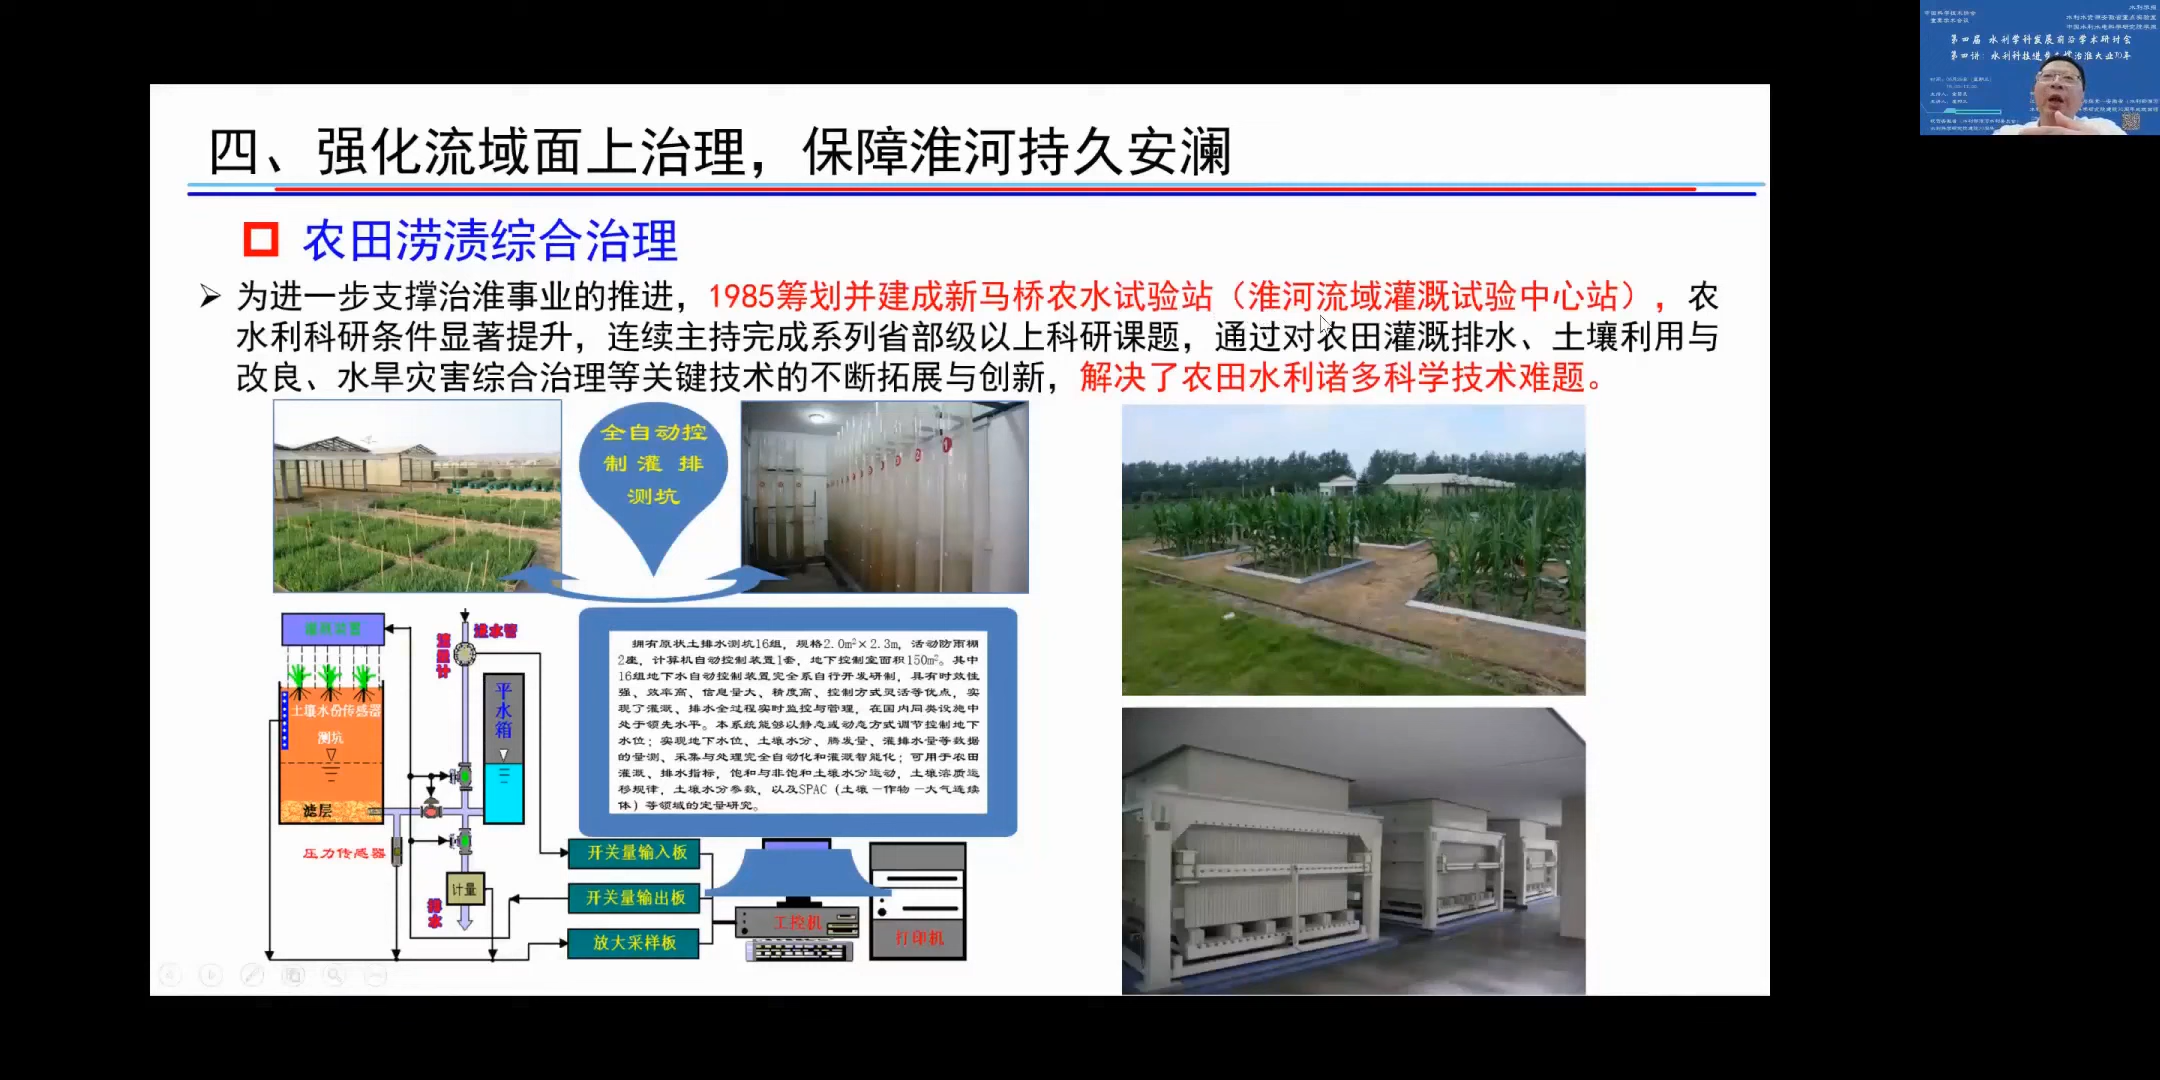 四、强化流域面上治理，保障淮河持久安澜
农田涝渍综合治理
为进一步支撑治淮事业的推进，1985筹划并建成新马桥农水试验站（淮河流域灌溉试验中心站），农
水利科研条件显著提升，连续主持完成系列省部级以上科研课题，通过对农田灌溉排水、土壤利用与
改良、水旱灾害综合治理等关键技术的不断拓展与创新，解决了农田水利诸多科学技术难题。
全自动控
制 灌 排
测坑
进水管
流量计
平水箱
土壤水份传感器
测坑
滤层
压力传感器
计量
排水
拥有原状土排水测坑16组，规格2.0m²×2.3m，活动防雨棚
2座，计算机自动控制装置1套，地下控制室面积150m²。其中
16组地下水自动控制装置完全系自行开发研制，具有时效性
强、效率高、信息量大、精度高、控制方式灵活等优点，实
现了灌溉、排水全过程实时监控与管理，在国内同类设施中
处于领先水平。本系统能够以静态或动态方式调节控制地下
水位；实现地下水位、土壤水分、腾发量、灌排水量等数据
的量测、采集与处理完全自动化和灌溉智能化；可用于农田
灌溉、排水指标，饱和与非饱和土壤水分运动，土壤溶质运
移规律，土壤水分参数，以及SPAC（土壤－作物－大气连续
体）等领域的定量研究。
开关量输入板
开关量输出板
放大采样板
工控机
打印机
第四届 水利学科发展前沿学术研讨会